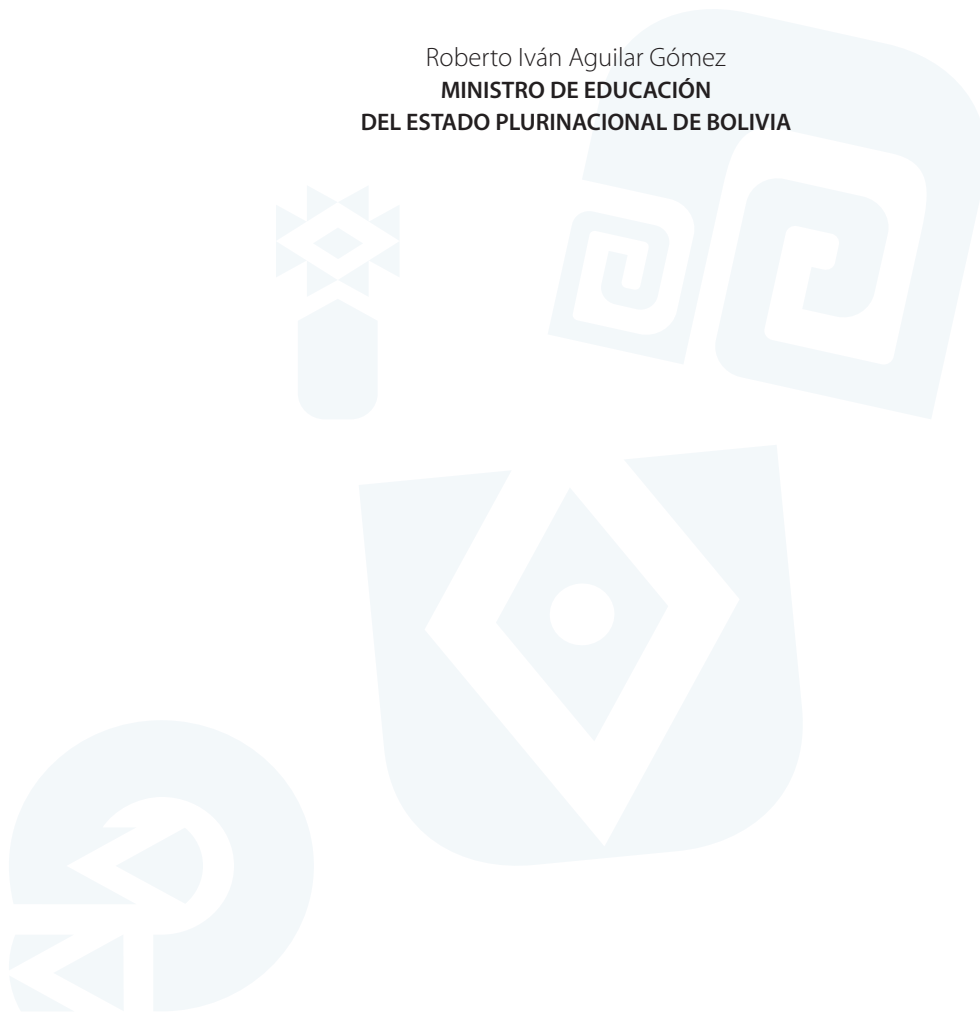 Roberto Iván Aguilar Gómez
MINISTRO DE EDUCACIÓN
DEL ESTADO PLURINACIONAL DE BOLIVIA